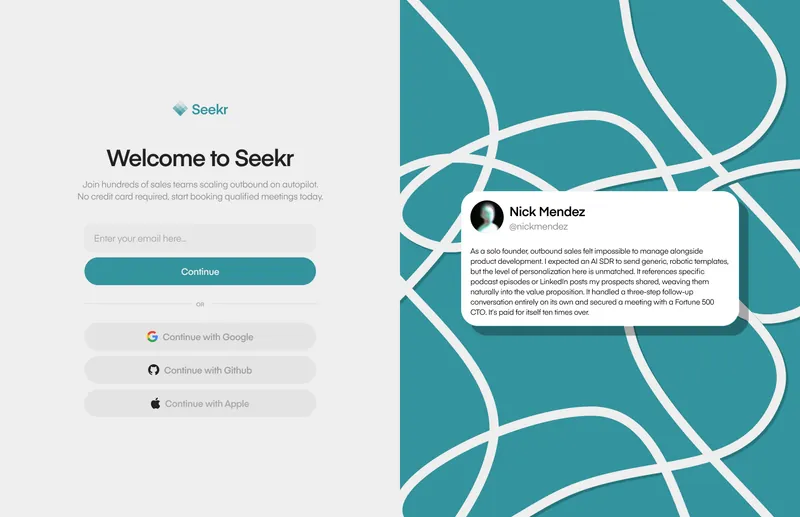 Seekr
Welcome to Seekr
Join hundreds of sales teams scaling outbound on autopilot.
No credit card required, start booking qualified meetings today.
Enter your email here...
Continue
OR
Continue with Google
Continue with Github
Continue with Apple
Nick Mendez
@nickmendez
As a solo founder, outbound sales felt impossible to manage alongside
product development. I expected an AI SDR to send generic, robotic templates,
but the level of personalization here is unmatched. It references specific
podcast episodes or LinkedIn posts my prospects shared, weaving them
naturally into the value proposition. It handled a three-step follow-up
conversation entirely on its own and secured a meeting with a Fortune 500
CTO. It's paid for itself ten times over.